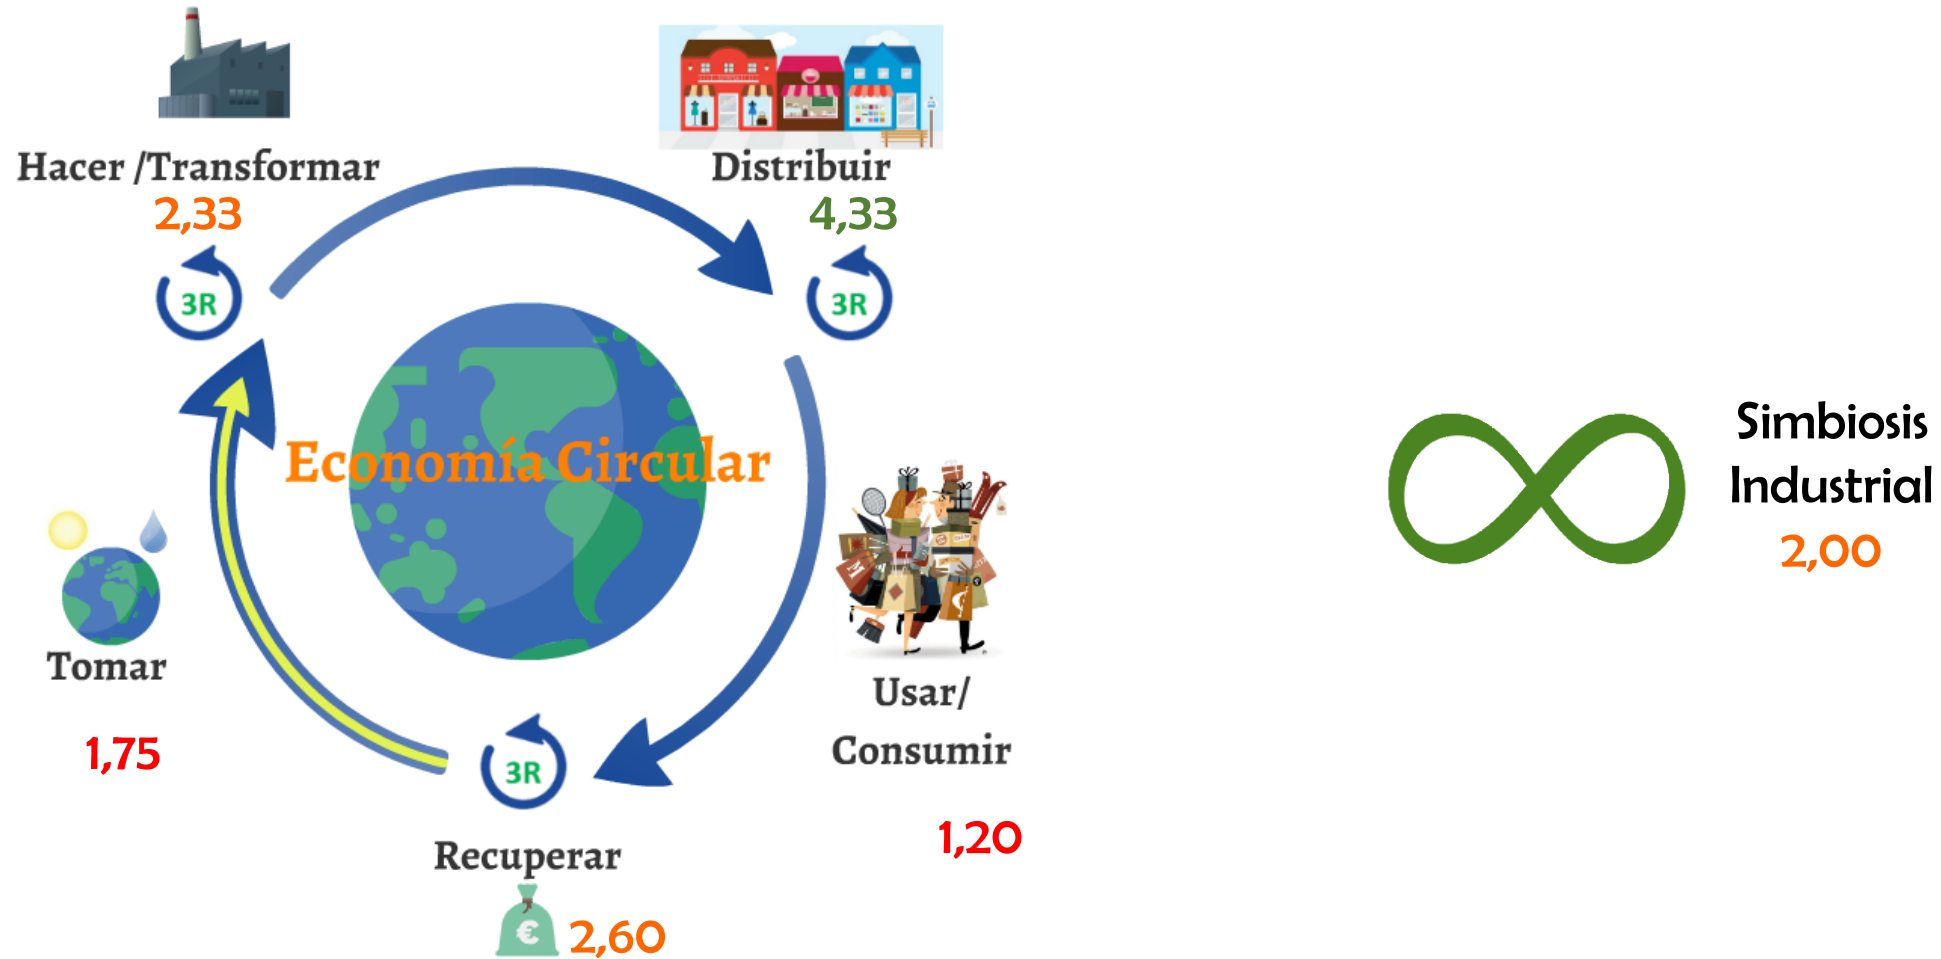 Hacer /Transformar
2,33
3R
Distribuir
4,33
3R
Economía Circular
Tomar
1,75
Usar/
Consumir
1,20
3R
Recuperar
€
2,60
Simbiosis
Industrial
2,00